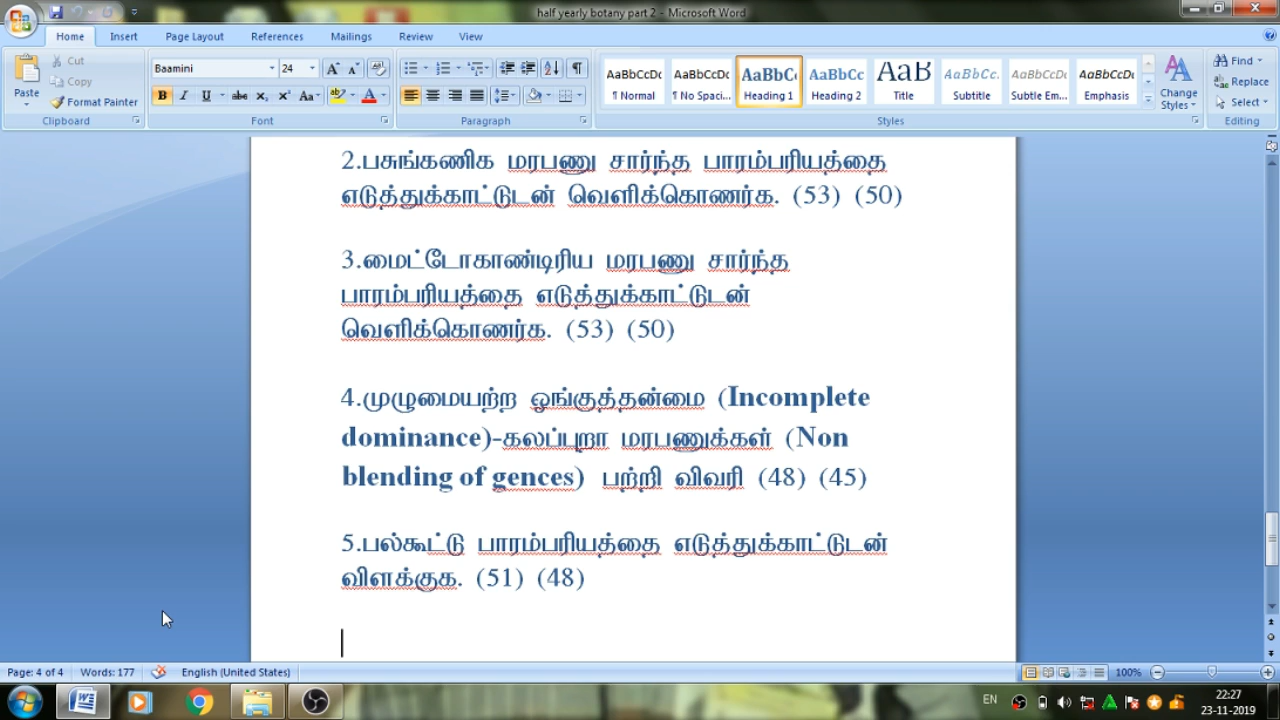 half yearly botany part 2 - Microsoft Word
Home Insert Page Layout References Mailings Review View
Paste Cut Copy Format Painter
Baamini 24
AaBbCcDc AaBbCcDc AaBbC AaBbCc AaB AaBbCc. AaBbCcDc AaBbCcDc
¶ Normal ¶ No Spaci... Heading 1 Heading 2 Title Subtitle Subtle Em... Emphasis
Change Styles
Find Replace Select
Clipboard Font Paragraph Styles Editing
2.பசுங்கணிக மரபணு சார்ந்த பாரம்பரியத்தை
எடுத்துக்காட்டுடன் வெளிக்கொணர்க. (53) (50)
3.மைட்டோகாண்டிரிய மரபணு சார்ந்த
பாரம்பரியத்தை எடுத்துக்காட்டுடன்
வெளிக்கொணர்க. (53) (50)
4.முழுமையற்ற ஓங்குத்தன்மை (Incomplete
dominance)-கலப்புறா மரபணுக்கள் (Non
blending of gences) பற்றி விவரி (48) (45)
5.பல்கூட்டு பாரம்பரியத்தை எடுத்துக்காட்டுடன்
விளக்குக. (51) (48)
Page: 4 of 4 Words: 177 English (United States) 100%
EN 22:27
23-11-2019